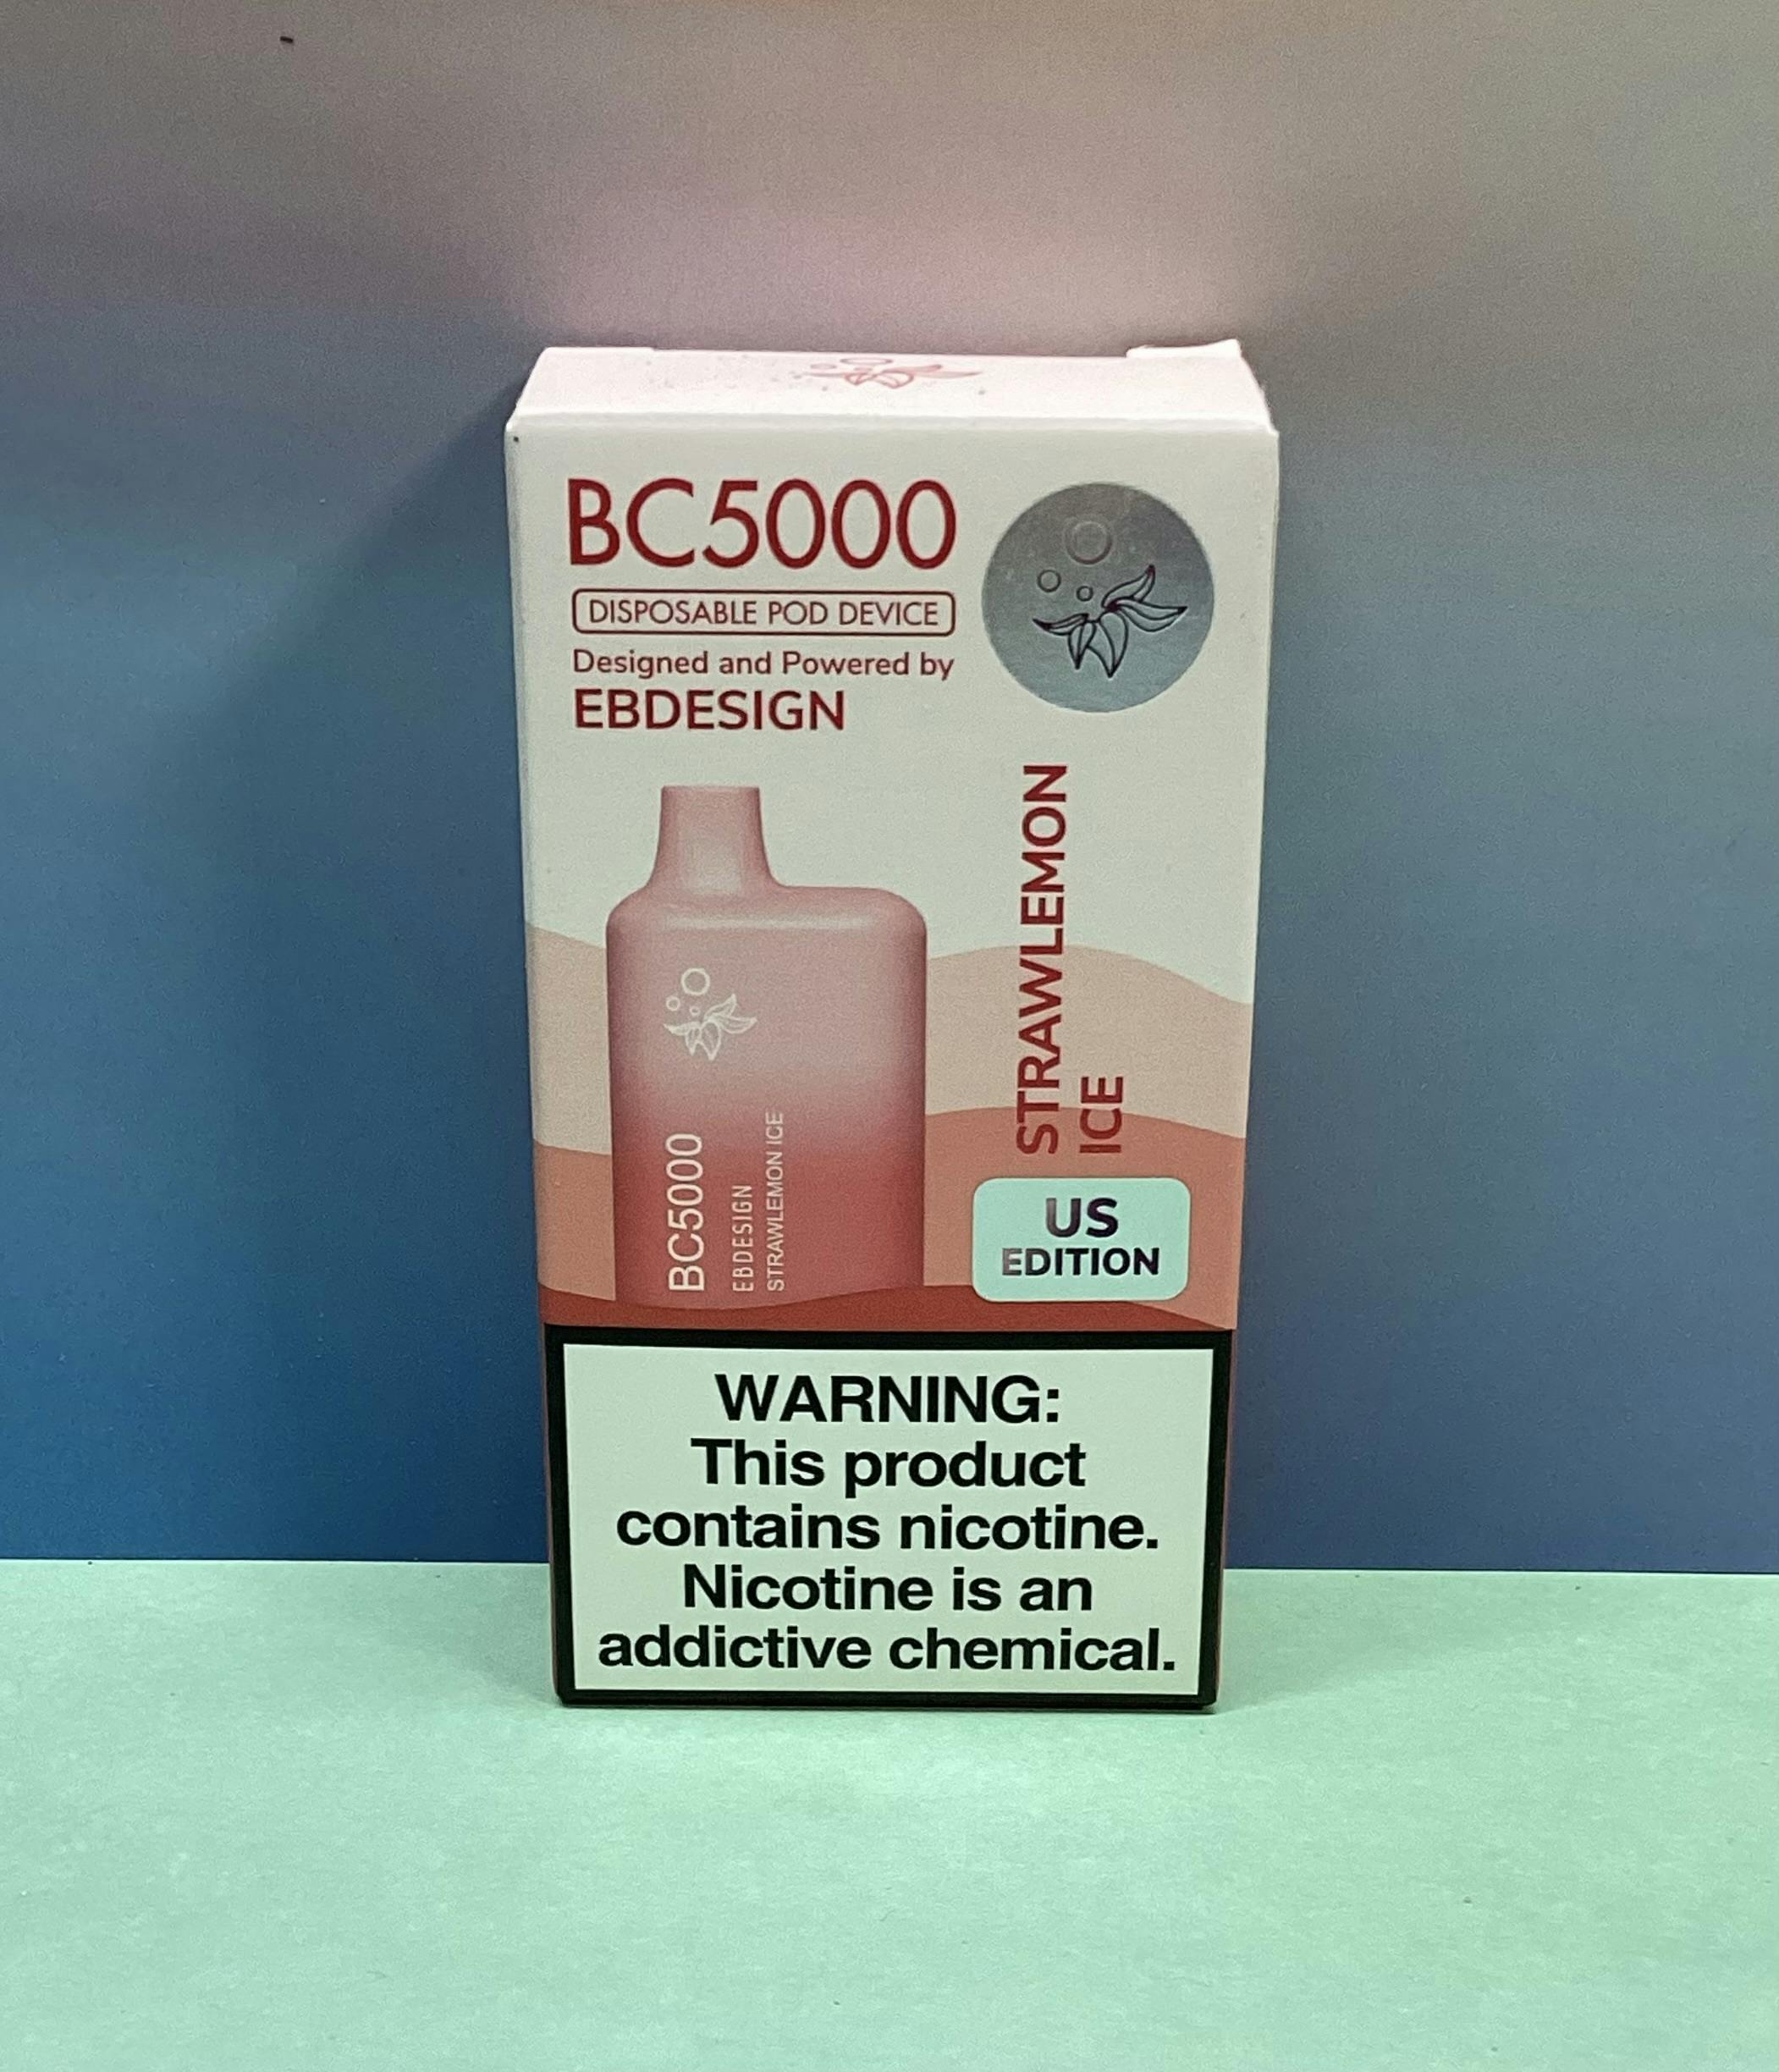 BC5000
DISPOSABLE POD DEVICE
Designed and Powered by
EBDESIGN
STRAWLEMON
ICE
BC5000
EBDESIGN
STRAWLEMON ICE
US
EDITION
WARNING:
This product
contains nicotine.
Nicotine is an
addictive chemical.